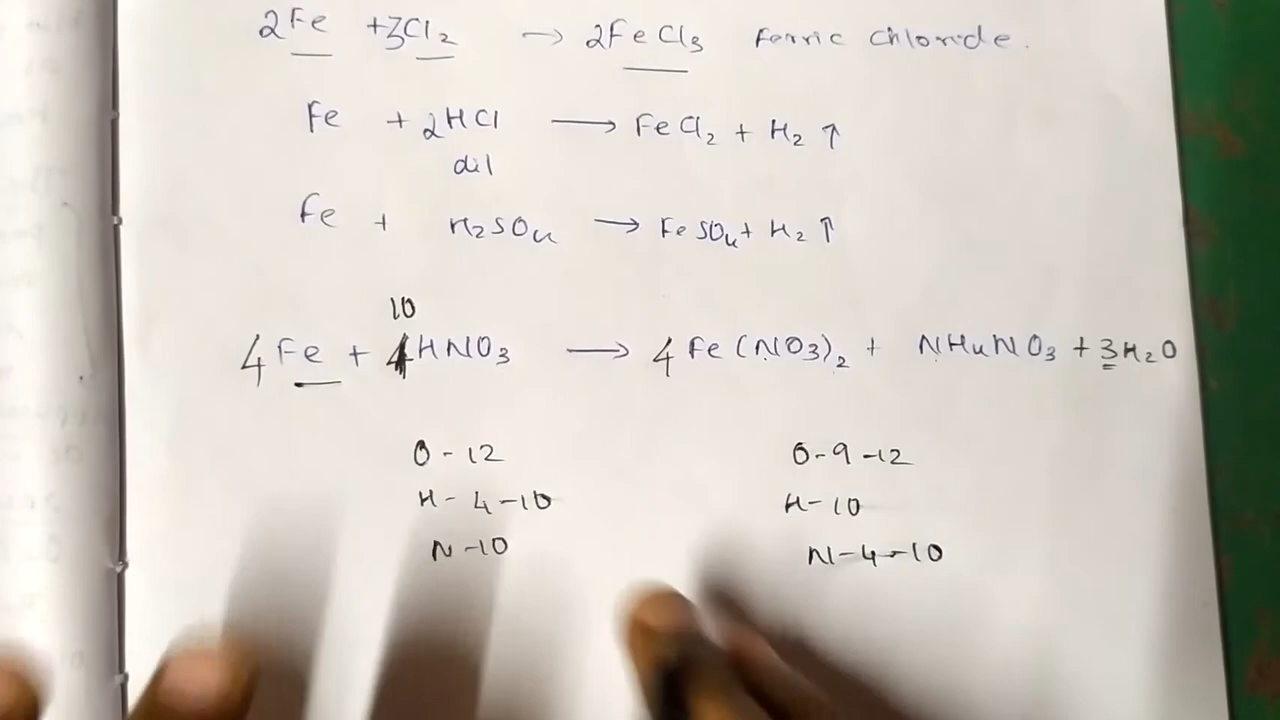 2Fe +3Cl2 → 2FeCl3 Ferric Chloride.
Fe + 2HCl → FeCl2 + H2 ↑
dil
Fe + H2SO4 → FeSO4 + H2 ↑
10
4Fe + 4HNO3 → 4Fe(NO3)2 + NH4NO3 + 3H2O
O - 12 O - 9 - 12
H - 4 - 10 H - 10
N - 10 N - 4 - 10